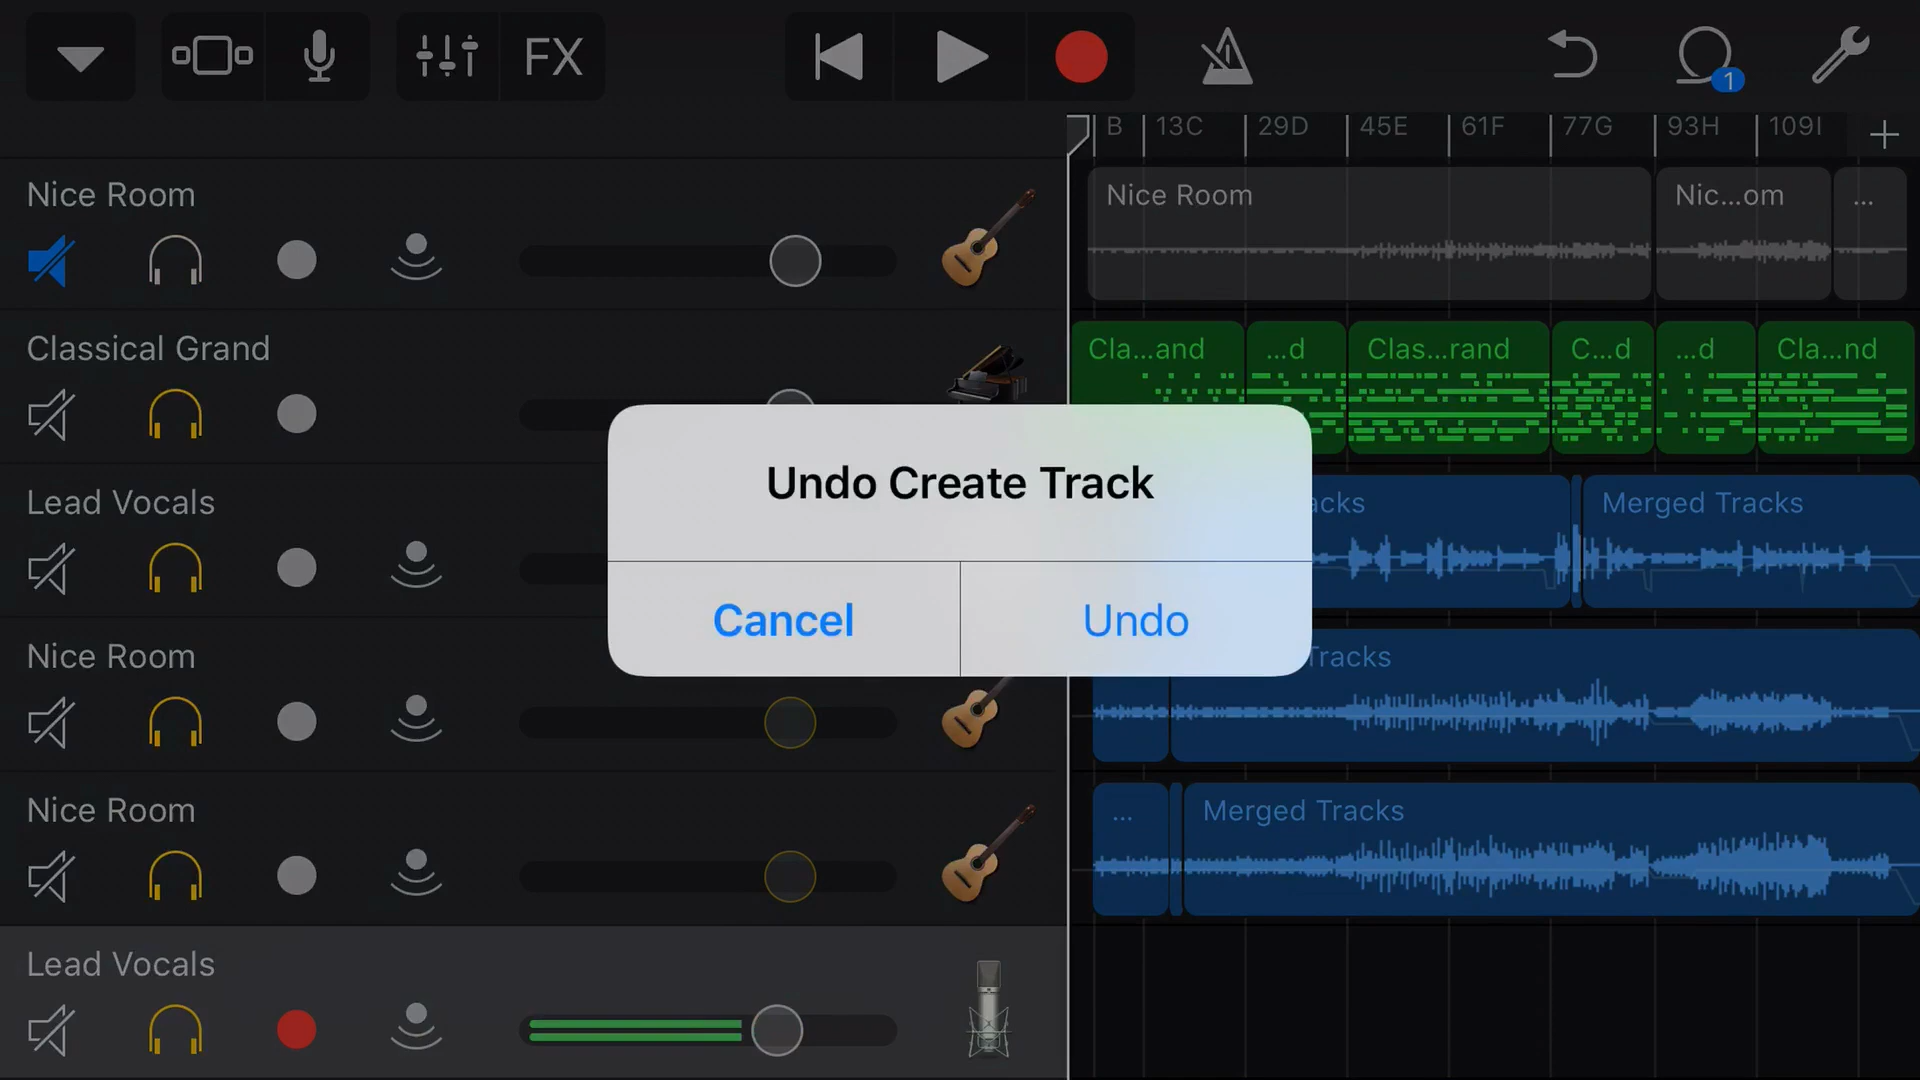 FX
1
B 13C 29D 45E 61F 77G 93H 109I
Nice Room
Nice Room
Nic...om
...
Classical Grand
Cla...and
...d
Clas...rand
C...d
...d
Cla...nd
Undo Create Track
Lead Vocals
acks
Merged Tracks
Cancel
Undo
Nice Room
Tracks
Nice Room
...
Merged Tracks
Lead Vocals